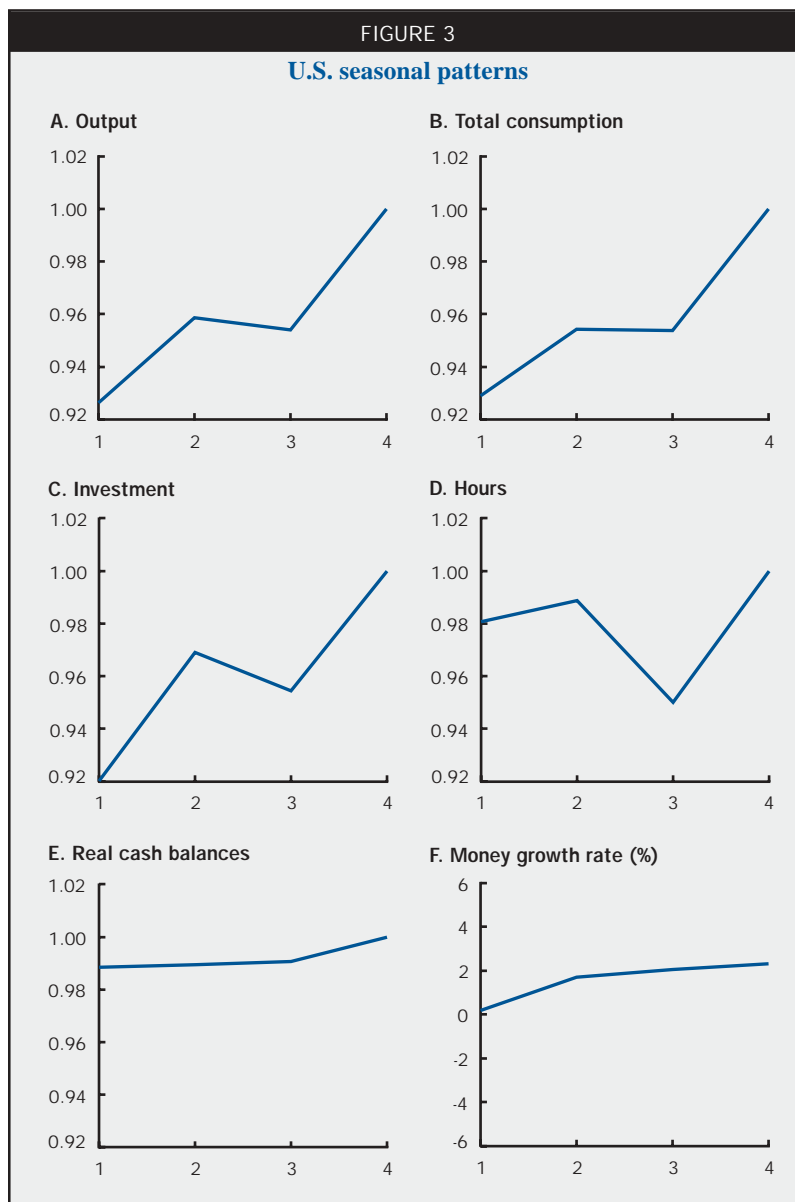 FIGURE 3
U.S. seasonal patterns
A. Output
1.02
1.00
0.98
0.96
0.94
0.92
1 2 3 4
B. Total consumption
1.02
1.00
0.98
0.96
0.94
0.92
1 2 3 4
C. Investment
1.02
1.00
0.98
0.96
0.94
0.92
1 2 3 4
D. Hours
1.02
1.00
0.98
0.96
0.94
0.92
1 2 3 4
E. Real cash balances
1.02
1.00
0.98
0.96
0.94
0.92
1 2 3 4
F. Money growth rate (%)
6
4
2
0
-2
-4
-6
1 2 3 4